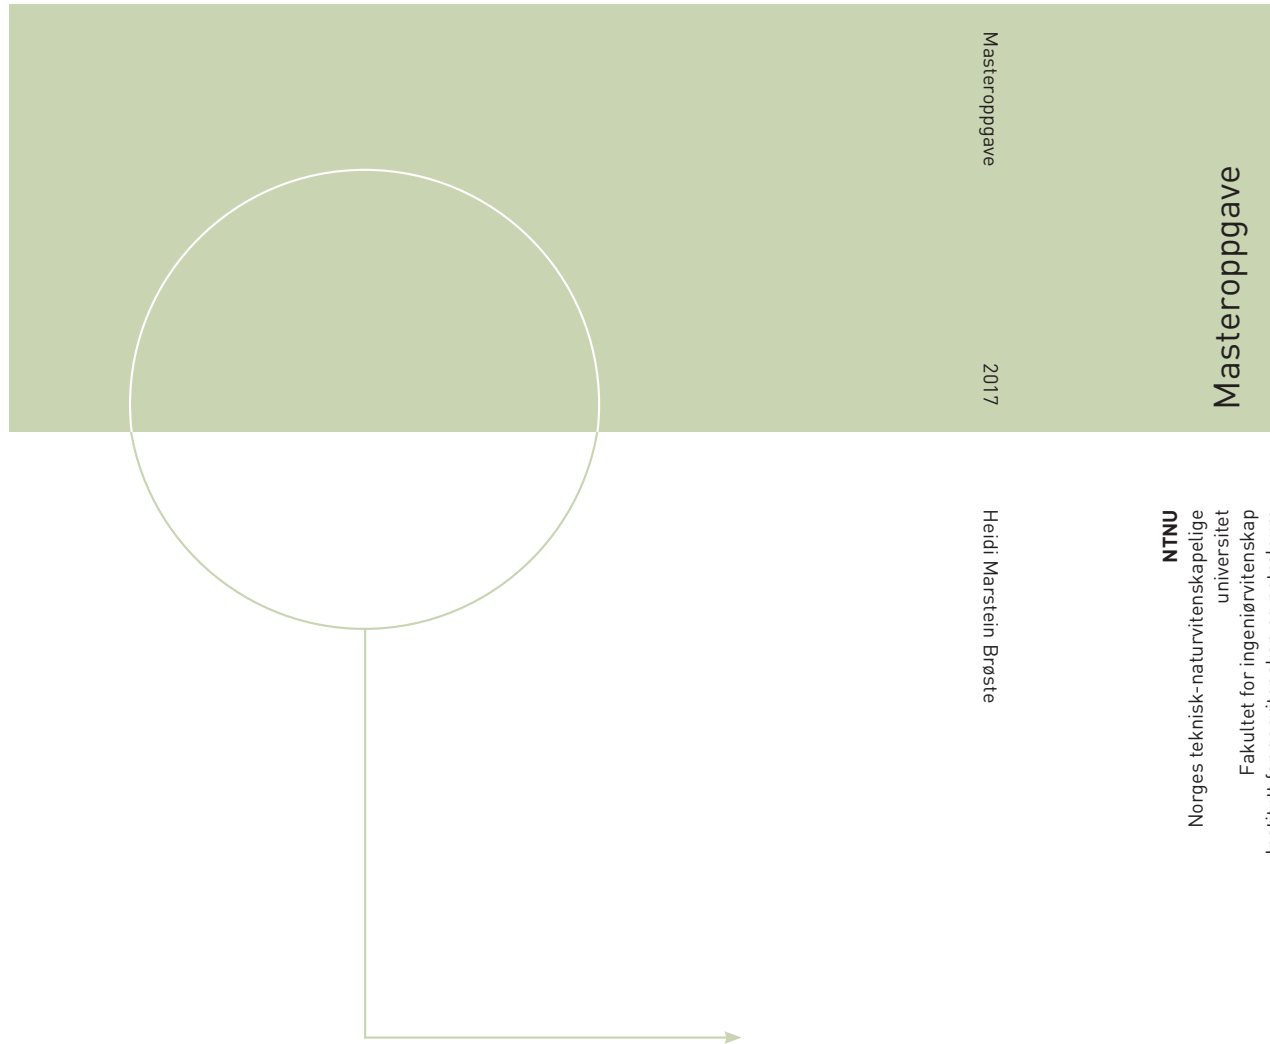 Masteroppgave
2017
Heidi Marstein Brøste
Masteroppgave
NTNU
Norges teknisk-naturvitenskapelige
universitet
Fakultet for ingeniørvitenskap